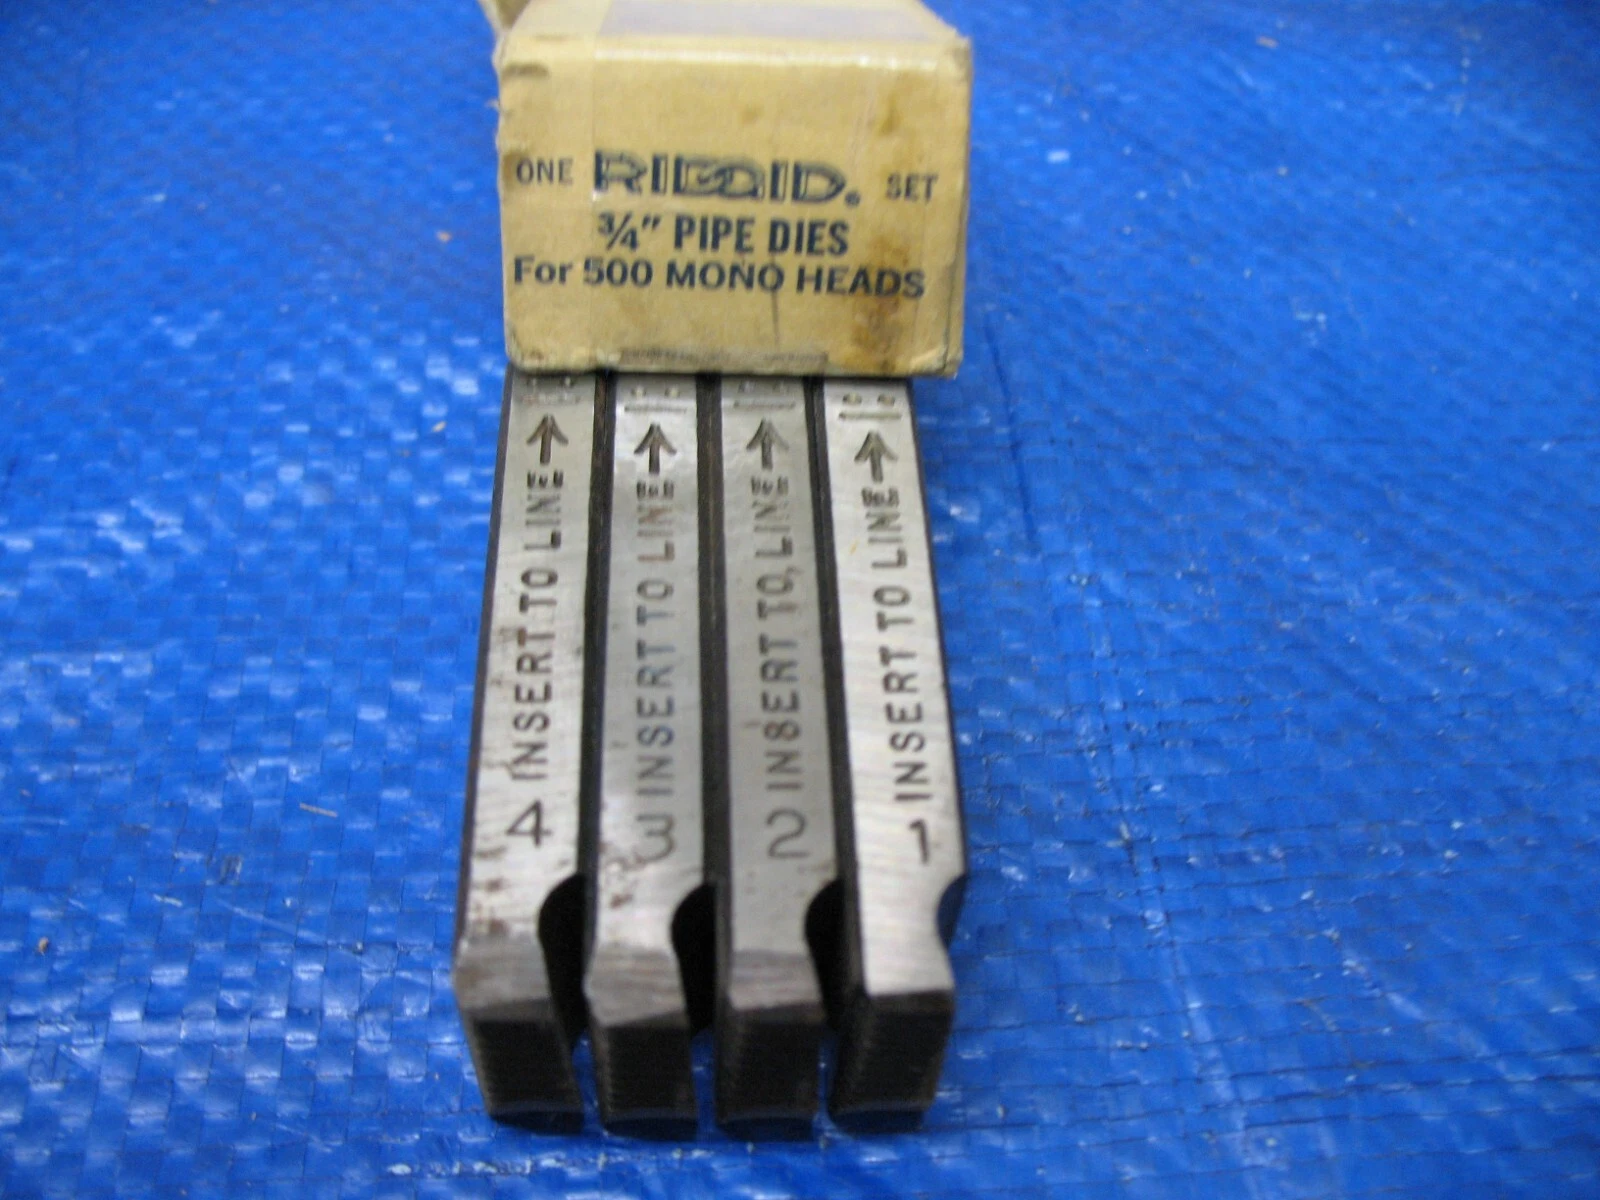 ONE RIDGID. SET
3/4" PIPE DIES
For 500 MONO HEADS
4 INSERT TO LINE
3 INSERT TO LINE
2 INSERT TO LINE
1 INSERT TO LINE